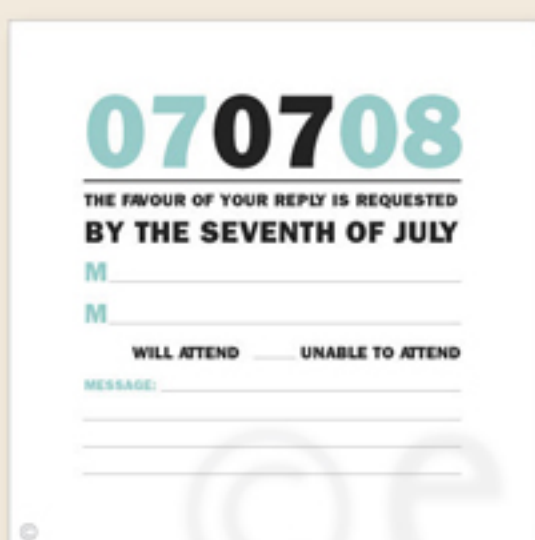 070708
THE FAVOUR OF YOUR REPLY IS REQUESTED
BY THE SEVENTH OF JULY
M
M
WILL ATTEND UNABLE TO ATTEND
MESSAGE:
©e